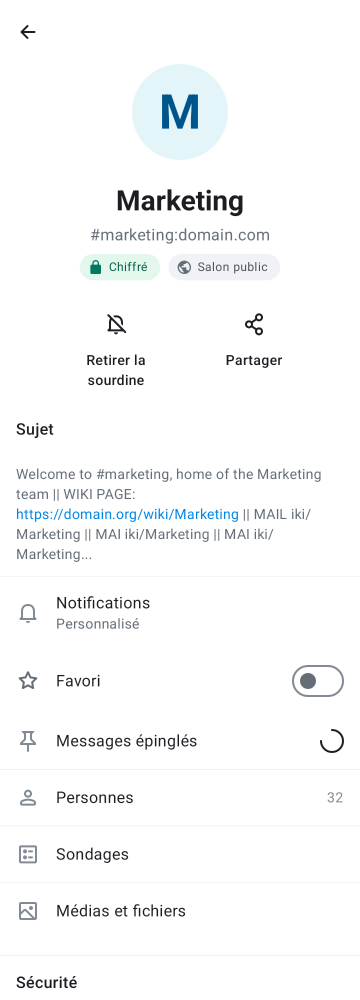 M
Marketing
#marketing:domain.com
Chiffré
Salon public
Retirer la
sourdine
Partager
Sujet
Welcome to #marketing, home of the Marketing
team || WIKI PAGE:
https://domain.org/wiki/Marketing || MAIL iki/
Marketing || MAI iki/Marketing || MAI iki/
Marketing...
Notifications
Personnalisé
Favori
Messages épinglés
Personnes 32
Sondages
Médias et fichiers
Sécurité